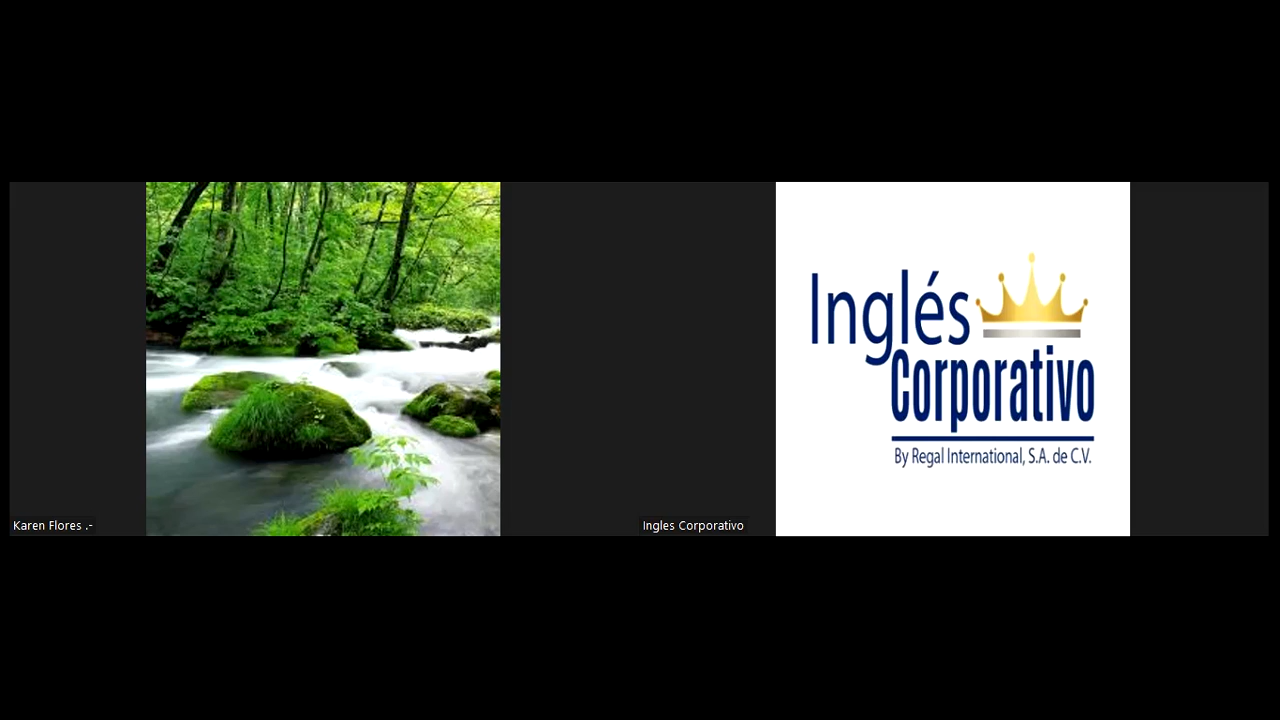 Inglés
Corporativo
By Regal International, S.A. de C.V.
Karen Flores .-
Ingles Corporativo